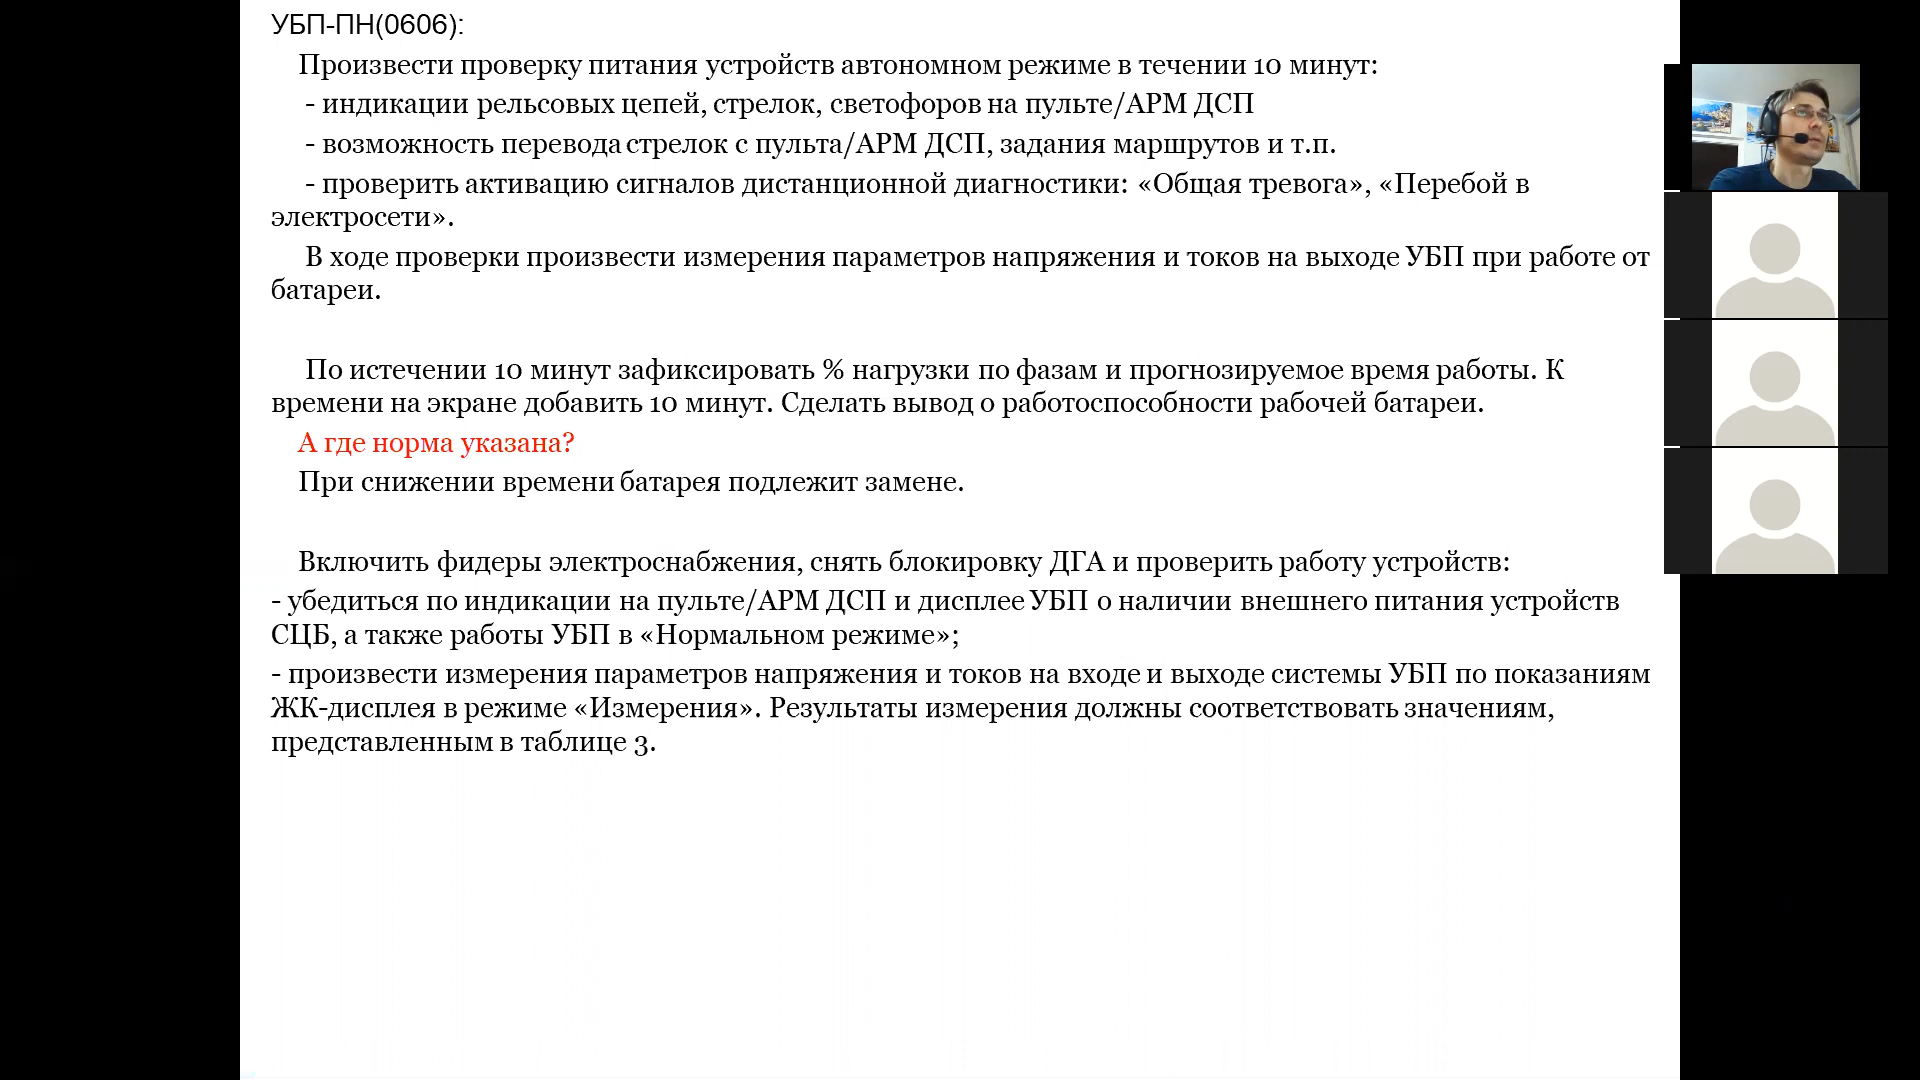 УБП-ПН(0606):
Произвести проверку питания устройств автономном режиме в течении 10 минут:
- индикации рельсовых цепей, стрелок, светофоров на пульте/АРМ ДСП
- возможность перевода стрелок с пульта/АРМ ДСП, задания маршрутов и т.п.
- проверить активацию сигналов дистанционной диагностики: «Общая тревога», «Перебой в
электросети».
В ходе проверки произвести измерения параметров напряжения и токов на выходе УБП при работе от
батареи.
По истечении 10 минут зафиксировать % нагрузки по фазам и прогнозируемое время работы. К
времени на экране добавить 10 минут. Сделать вывод о работоспособности рабочей батареи.
А где норма указана?
При снижении времени батарея подлежит замене.
Включить фидеры электроснабжения, снять блокировку ДГА и проверить работу устройств:
- убедиться по индикации на пульте/АРМ ДСП и дисплее УБП о наличии внешнего питания устройств
СЦБ, а также работы УБП в «Нормальном режиме»;
- произвести измерения параметров напряжения и токов на входе и выходе системы УБП по показаниям
ЖК-дисплея в режиме «Измерения». Результаты измерения должны соответствовать значениям,
представленным в таблице 3.